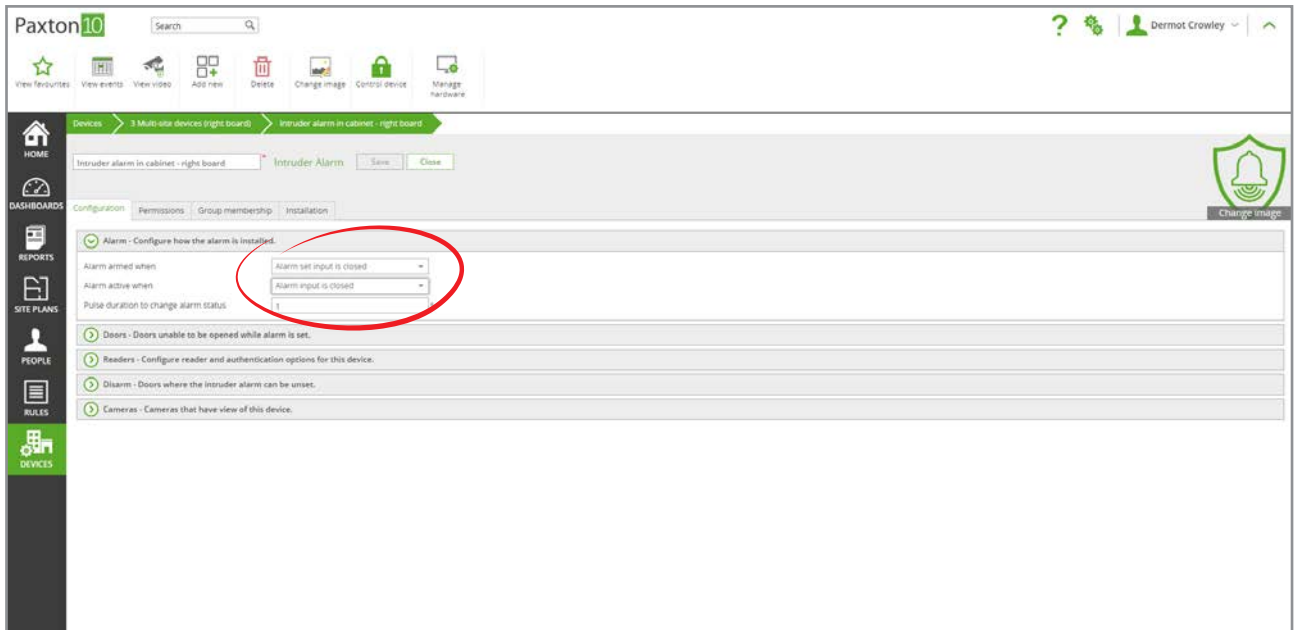 Paxton10
Search
Dermot Crowley
View favourites
View events
View video
Add new
Delete
Change image
Control device
Manage hardware
HOME
DASHBOARDS
REPORTS
SITE PLANS
PEOPLE
RULES
DEVICES
Devices
3 Multi-site devices (right board)
Intruder alarm in cabinet - right board
Intruder alarm in cabinet - right board *
Intruder Alarm
Save
Close
Change image
Configuration
Permissions
Group membership
Installation
Alarm - Configure how the alarm is installed.
Alarm armed when
Alarm set input is closed
Alarm active when
Alarm input is closed
Pulse duration to change alarm status
1
Doors - Doors unable to be opened while alarm is set.
Readers - Configure reader and authentication options for this device.
Disarm - Doors where the intruder alarm can be unset.
Cameras - Cameras that have view of this device.